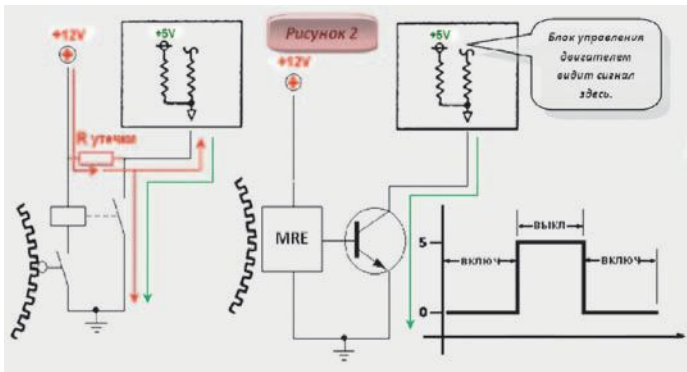 +12V
+5V
R утечки
Рисунок 2
+12V
+5V
Блок управления
двигателем
видит сигнал
здесь.
MRE
5
0
ВКЛЮЧ
ВЫКЛ
ВКЛЮЧ